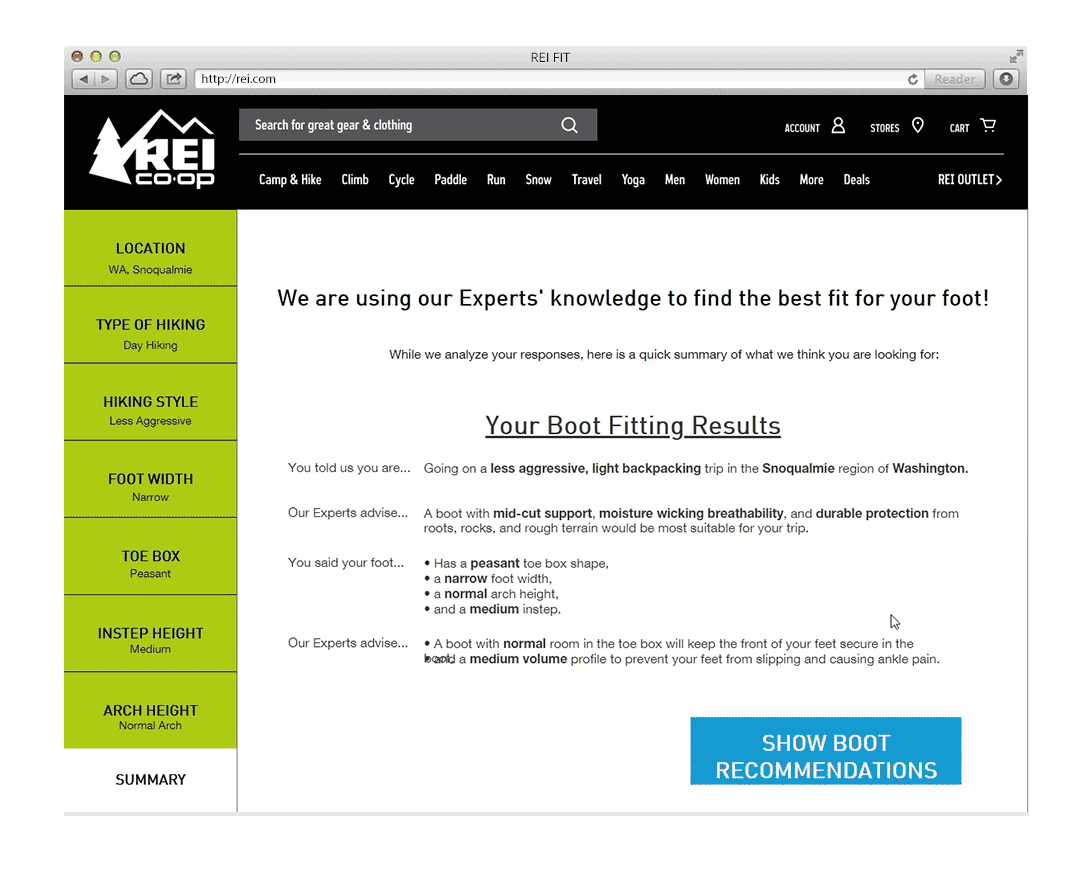 REI FIT
http://rei.com
Reader
REI
CO·OP
Search for great gear & clothing
ACCOUNT
STORES
CART
Camp & Hike Climb Cycle Paddle Run Snow Travel Yoga Men Women Kids More Deals REI OUTLET
LOCATION
WA, Snoqualmie
TYPE OF HIKING
Day Hiking
HIKING STYLE
Less Aggressive
FOOT WIDTH
Narrow
TOE BOX
Peasant
INSTEP HEIGHT
Medium
ARCH HEIGHT
Normal Arch
SUMMARY
We are using our Experts' knowledge to find the best fit for your foot!
While we analyze your responses, here is a quick summary of what we think you are looking for:
Your Boot Fitting Results
You told us you are... Going on a less aggressive, light backpacking trip in the Snoqualmie region of Washington.
Our Experts advise... A boot with mid-cut support, moisture wicking breathability, and durable protection from
roots, rocks, and rough terrain would be most suitable for your trip.
You said your foot... • Has a peasant toe box shape,
• a narrow foot width,
• a normal arch height,
• and a medium instep.
Our Experts advise... • A boot with normal room in the toe box will keep the front of your feet secure in the
• and a medium volume profile to prevent your feet from slipping and causing ankle pain.
SHOW BOOT
RECOMMENDATIONS